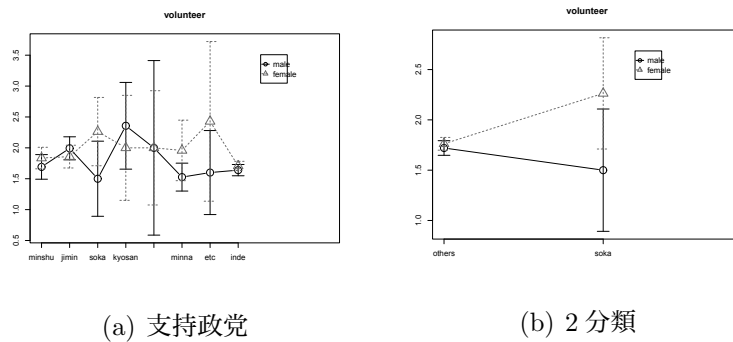 volunteer
3.5
3.0
2.5
2.0
1.5
1.0
0.5
male
female
minshu jimin soka kyosan minna etc inde
(a) 支持政党
volunteer
2.5
2.0
1.5
1.0
male
female
others soka
(b) 2 分類